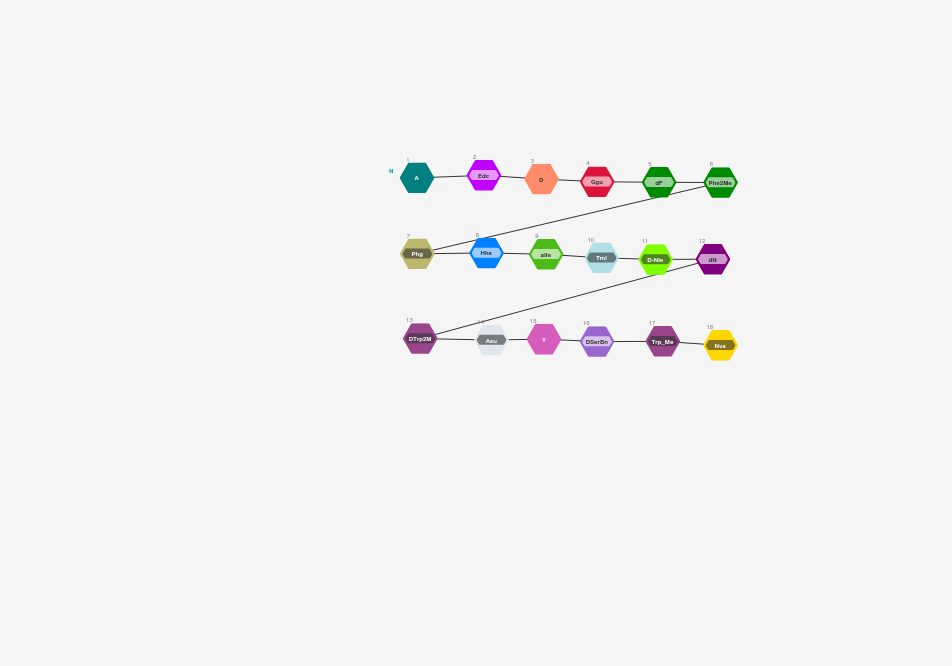 1 2 3 4 5 6
N A Edc D Ggu dF Phe2Me
7 8 9 10 11 12
Phg Hhs aIle Tml D-Nle dN
13 14 15 16 17 18
DTrp2M Asu T DSerBn Trp_Me Nva